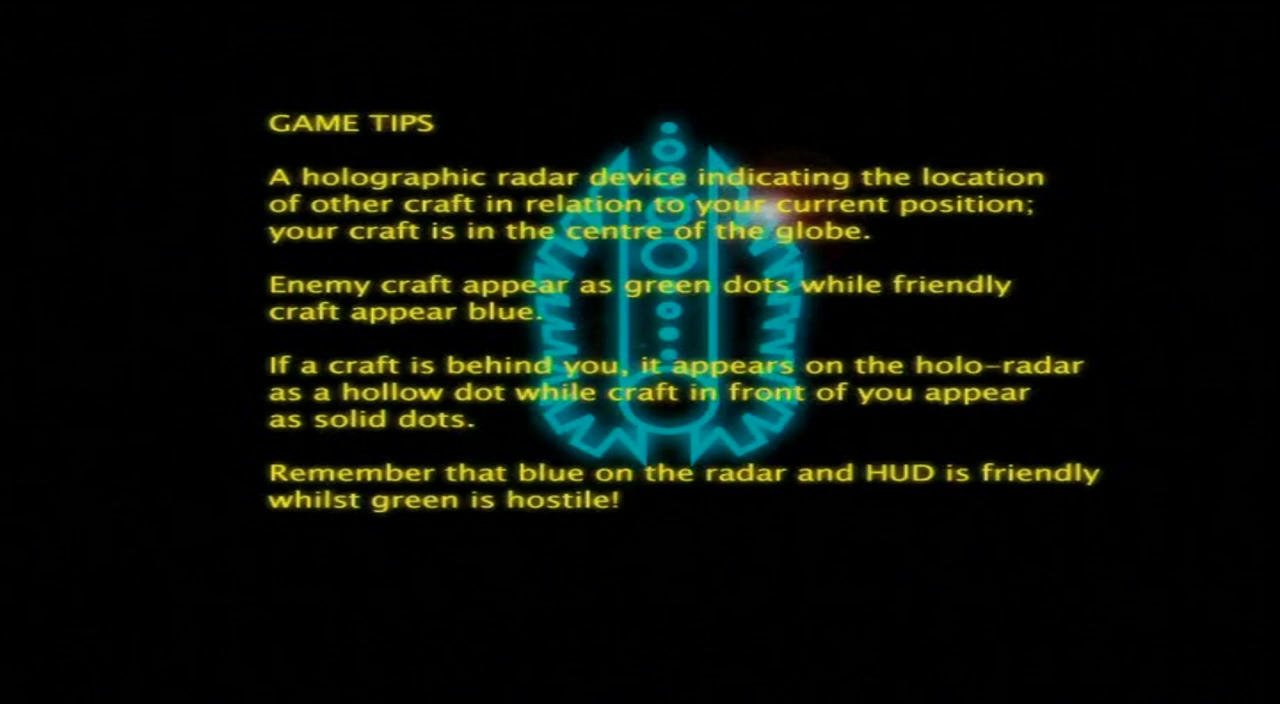 GAME TIPS
A holographic radar device indicating the location
of other craft in relation to your current position;
your craft is in the centre of the globe.
Enemy craft appear as green dots while friendly
craft appear blue.
If a craft is behind you, it appears on the holo-radar
as a hollow dot while craft in front of you appear
as solid dots.
Remember that blue on the radar and HUD is friendly
whilst green is hostile!